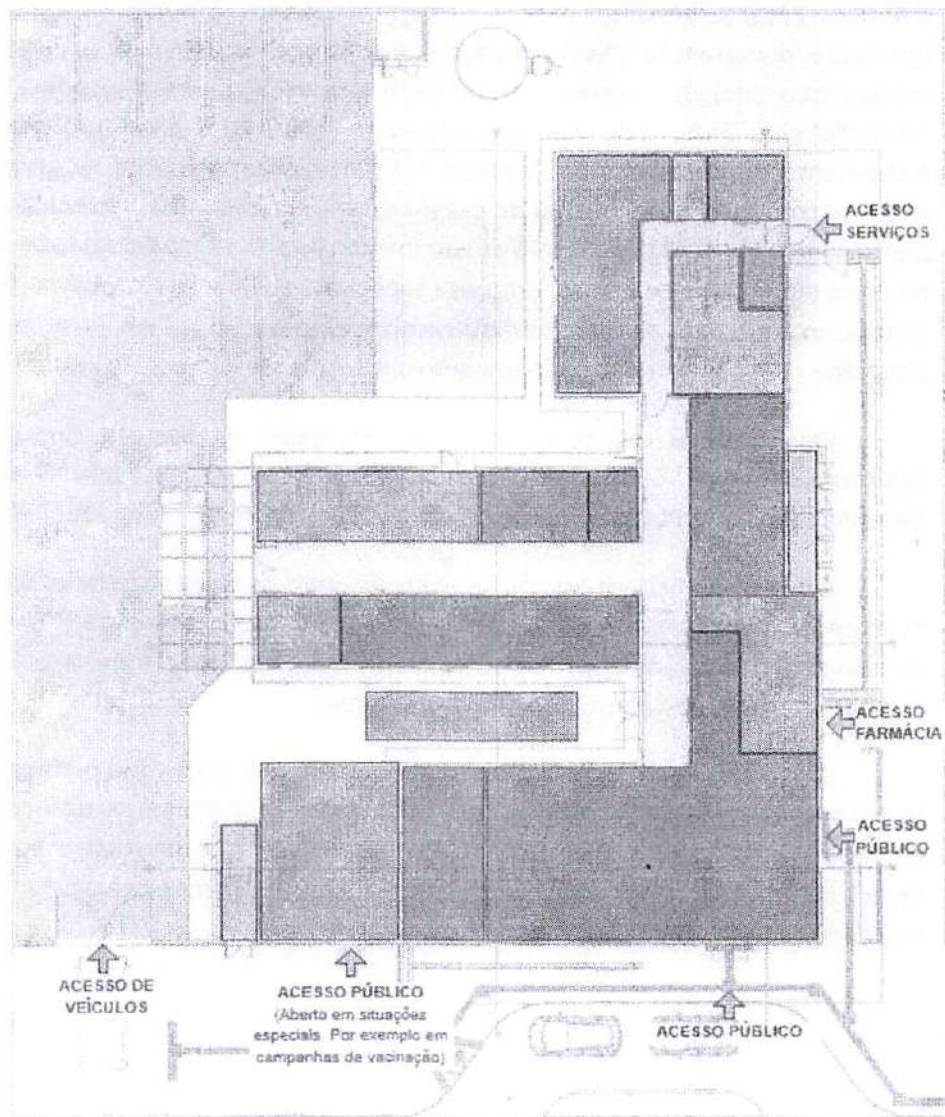 ACESSO
SERVIÇOS
ACESSO
FARMÁCIA
ACESSO
PÚBLICO
ACESSO DE
VEÍCULOS
ACESSO PÚBLICO
(Aberto em situações
especiais. Por exemplo em
campanhas de vacinação)
ACESSO PÚBLICO